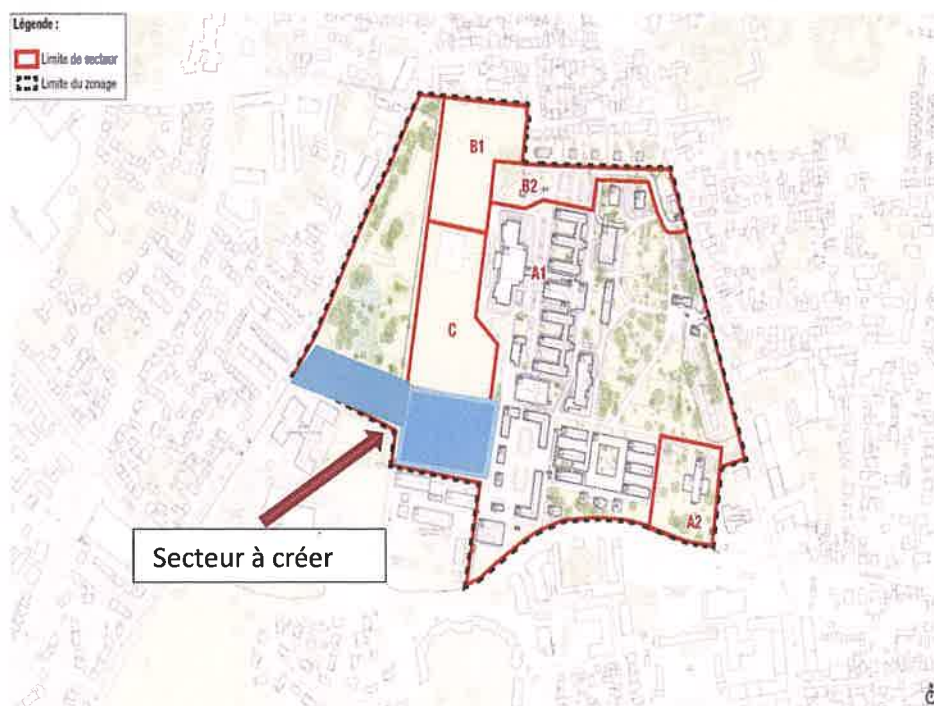 Légende :
Limite de secteur
Limite du zonage
B1
B2
A1
C
A2
Secteur à créer